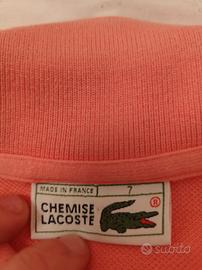 MADE IN FRANCE 7
CHEMISE
LACOSTE ®
subito